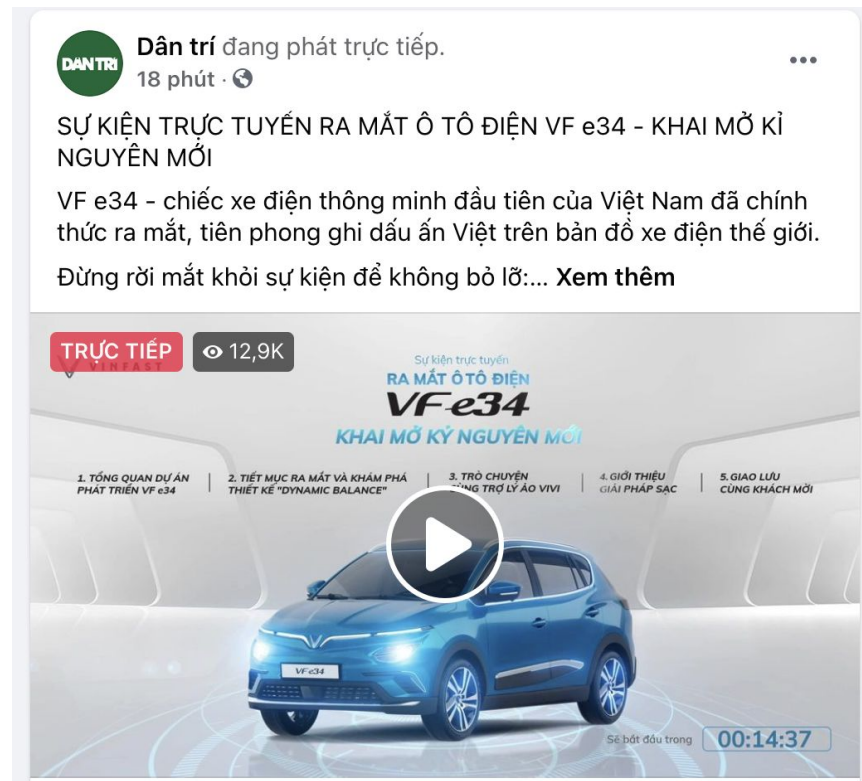 DÂN TRÍ
Dân trí đang phát trực tiếp.
18 phút ·
SỰ KIỆN TRỰC TUYẾN RA MẮT Ô TÔ ĐIỆN VF e34 - KHAI MỞ KỈ
NGUYÊN MỚI
VF e34 - chiếc xe điện thông minh đầu tiên của Việt Nam đã chính
thức ra mắt, tiên phong ghi dấu ấn Việt trên bản đồ xe điện thế giới.
Đừng rời mắt khỏi sự kiện để không bỏ lỡ:... Xem thêm
TRỰC TIẾP 12,9K
VINFAST
Sự kiện trực tuyến
RA MẮT Ô TÔ ĐIỆN
VF e34
KHAI MỞ KỶ NGUYÊN MỚI
1. TỔNG QUAN DỰ ÁN
PHÁT TRIỂN VF e34
2. TIẾT MỤC RA MẮT VÀ KHÁM PHÁ
THIẾT KẾ "DYNAMIC BALANCE"
3. TRÒ CHUYỆN
CÙNG TRỢ LÝ ẢO VIVI
4. GIỚI THIỆU
GIẢI PHÁP SẠC
5. GIAO LƯU
CÙNG KHÁCH MỜI
VF e34
Sẽ bắt đầu trong 00:14:37